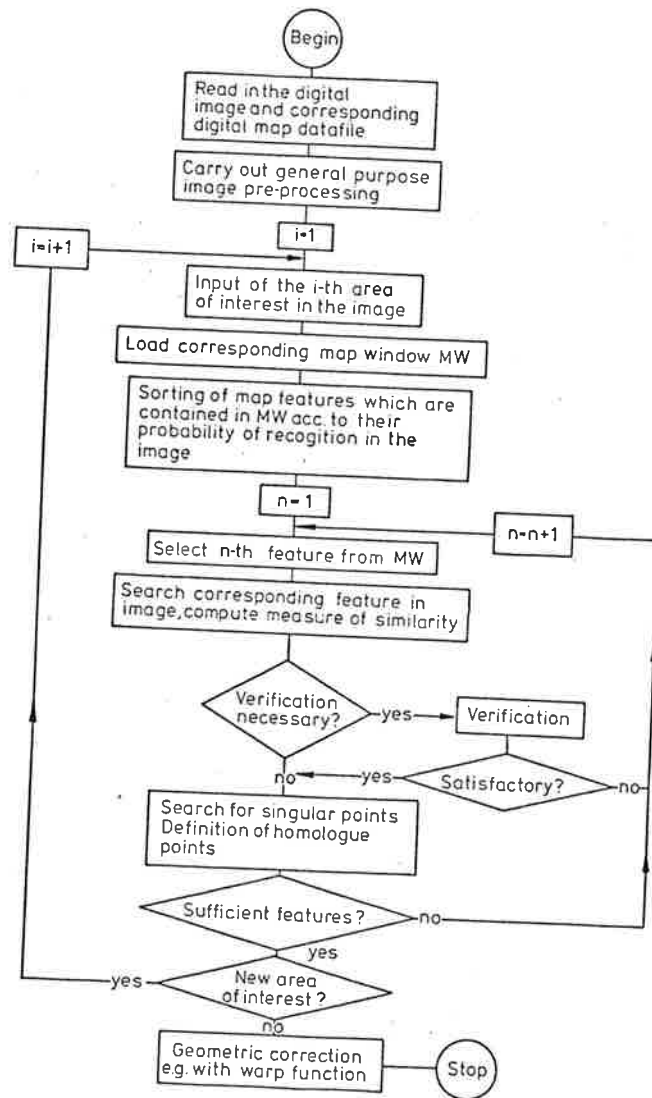 Begin
Read in the digital
image and corresponding
digital map datafile
Carry out general purpose
image pre-processing
i=1
i=i+1
Input of the i-th area
of interest in the image
Load corresponding map window MW
Sorting of map features which are
contained in MW acc. to their
probability of recogition in the
image
n=1
n=n+1
Select n-th feature from MW
Search corresponding feature in
image,compute measure of similarity
Verification
necessary?
yes
Verification
no
yes
Satisfactory?
no
Search for singular points
Definition of homologue
points
Sufficient features?
no
yes
yes
New area
of interest?
no
Geometric correction
e.g. with warp function
Stop